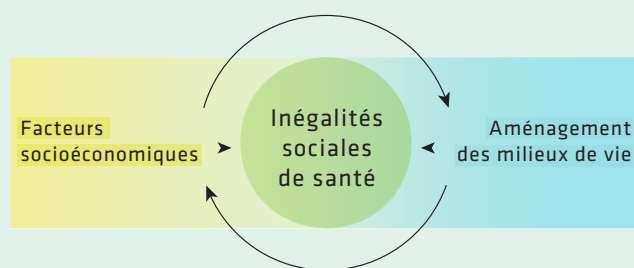 Facteurs
socioéconomiques
Inégalités
sociales
de santé
Aménagement
des milieux de vie